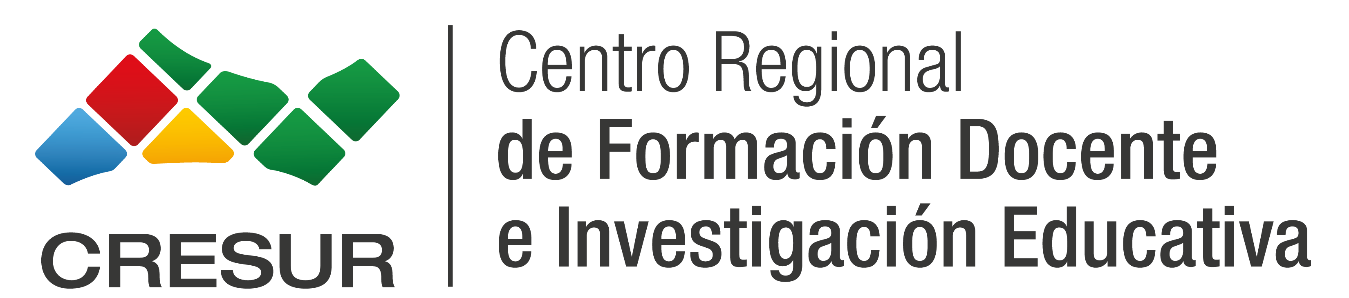 CRESUR
Centro Regional
de Formación Docente
e Investigación Educativa